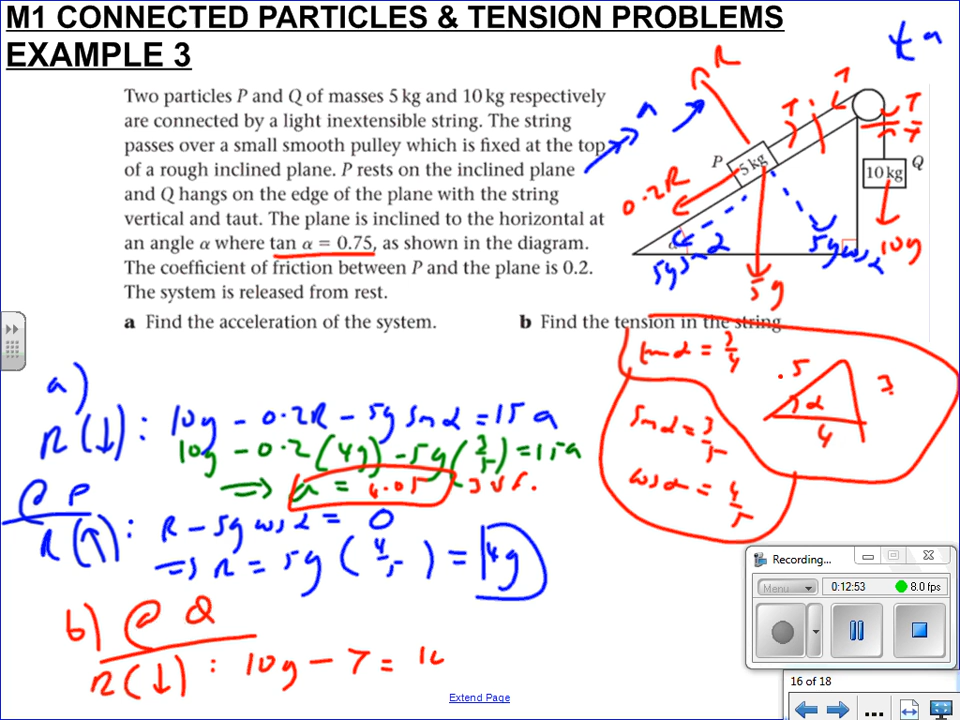 M1 CONNECTED PARTICLES & TENSION PROBLEMS
EXAMPLE 3
Two particles P and Q of masses 5 kg and 10 kg respectively
are connected by a light inextensible string. The string
passes over a small smooth pulley which is fixed at the top
of a rough inclined plane. P rests on the inclined plane
and Q hangs on the edge of the plane with the string
vertical and taut. The plane is inclined to the horizontal at
an angle α where tan α = 0.75, as shown in the diagram.
The coefficient of friction between P and the plane is 0.2.
The system is released from rest.
a Find the acceleration of the system.
b Find the tension in the string
a
R
a
T
T
T
T
P
5 kg
10 kg
Q
0.2R
5g sin α
5g cos α
10g
5g
tan α = 3/4
5
3
α
4
sin α = 3/5
cos α = 4/5
a)
R(↓): 10g - 0.2R - 5g sin α = 15a
10g - 0.2(4g) - 5g(3/5) = 15a
⇒ a = 4.05 3 s.f.
@ P
R(↑): R - 5g cos α = 0
⇒ R = 5g (4/5) = 4g
b) @ Q
R(↓): 10g - T = 10
Recording...
Menu
0:12:53
8.0 fps
Extend Page
16 of 18